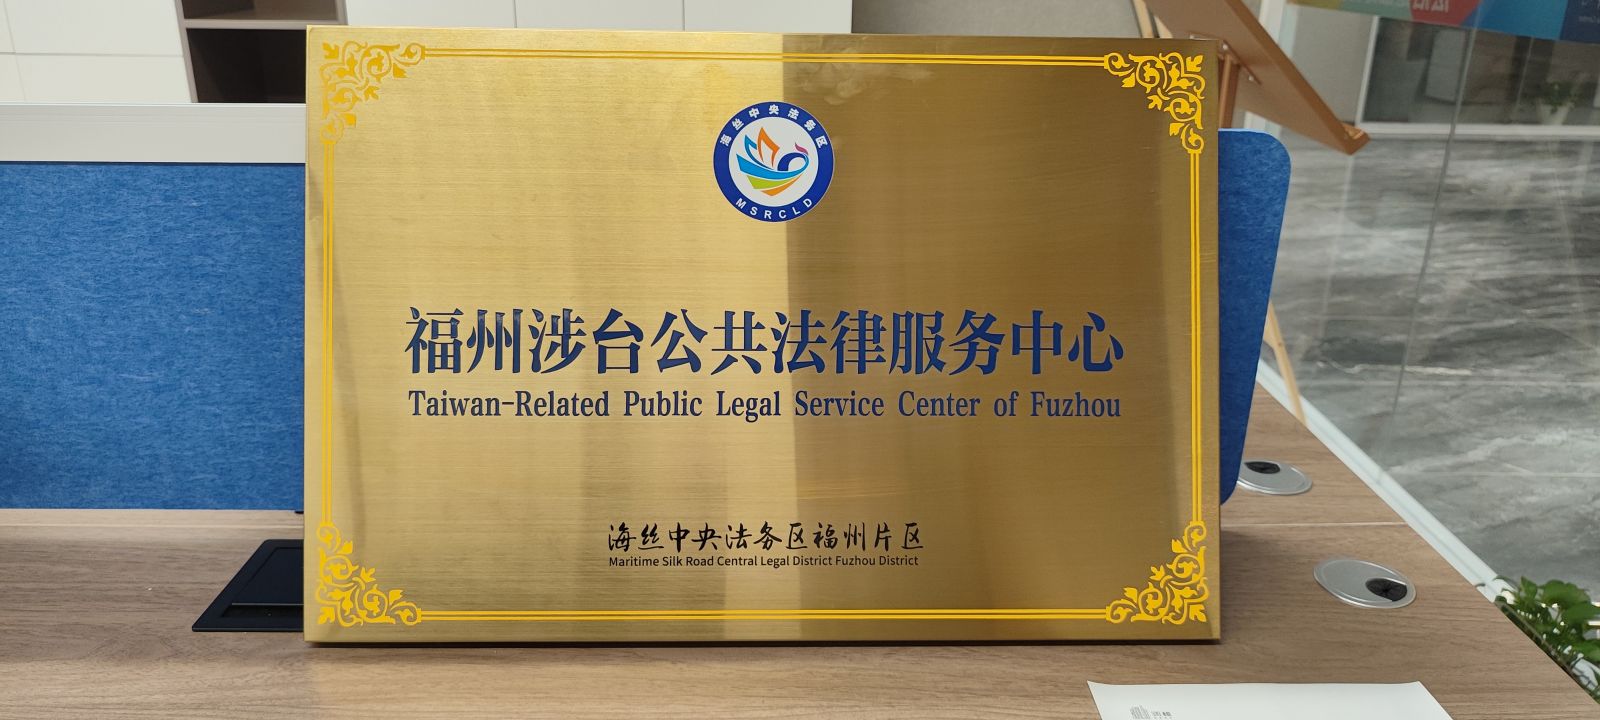 海丝中央法务区
MSRCLD
福州涉台公共法律服务中心
Taiwan-Related Public Legal Service Center of Fuzhou
海丝中央法务区福州片区
Maritime Silk Road Central Legal District Fuzhou District